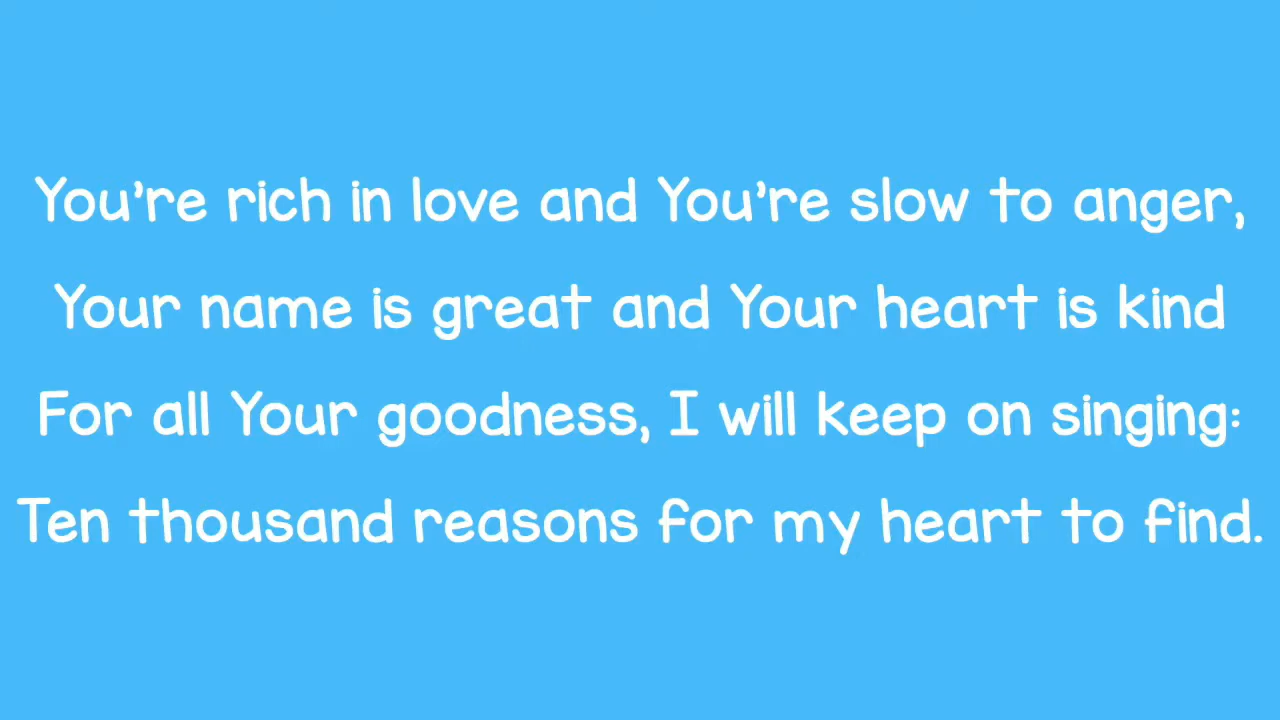 You're rich in love and You're slow to anger,
Your name is great and Your heart is kind
For all Your goodness, I will keep on singing:
Ten thousand reasons for my heart to find.